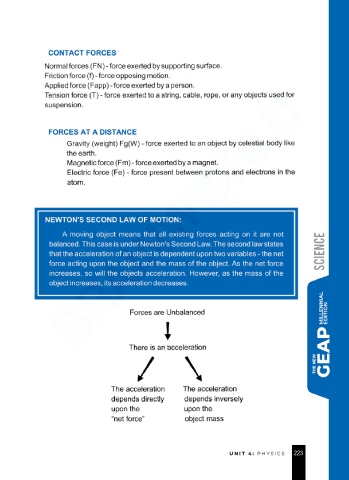 CONTACT FORCES
Normal forces (FN) - force exerted by supporting surface.
Friction force (f) - force opposing motion.
Applied force (Fapp) - force exerted by a person.
Tension force (T) - force exerted to a string, cable, rope, or any objects used for
suspension.
FORCES AT A DISTANCE
Gravity (weight) Fg(W) - force exerted to an object by celestial body like
the earth.
Magnetic force (Fm) - force exerted by a magnet.
Electric force (Fe) - force present between protons and electrons in the
atom.
NEWTON'S SECOND LAW OF MOTION:
A moving object means that all existing forces acting on it are not
balanced. This case is under Newton's Second Law. The second law states
that the acceleration of an object is dependent upon two variables - the net
force acting upon the object and the mass of the object. As the net force
increases, so will the objects acceleration. However, as the mass of the
object increases, its acceleration decreases.
Forces are Unbalanced
There is an acceleration
The acceleration
depends directly
upon the
"net force"
The acceleration
depends inversely
upon the
object mass
SCIENCE
THE NEW
GEAP MILLENNIAL
EDITION
UNIT 4: PHYSICS 223